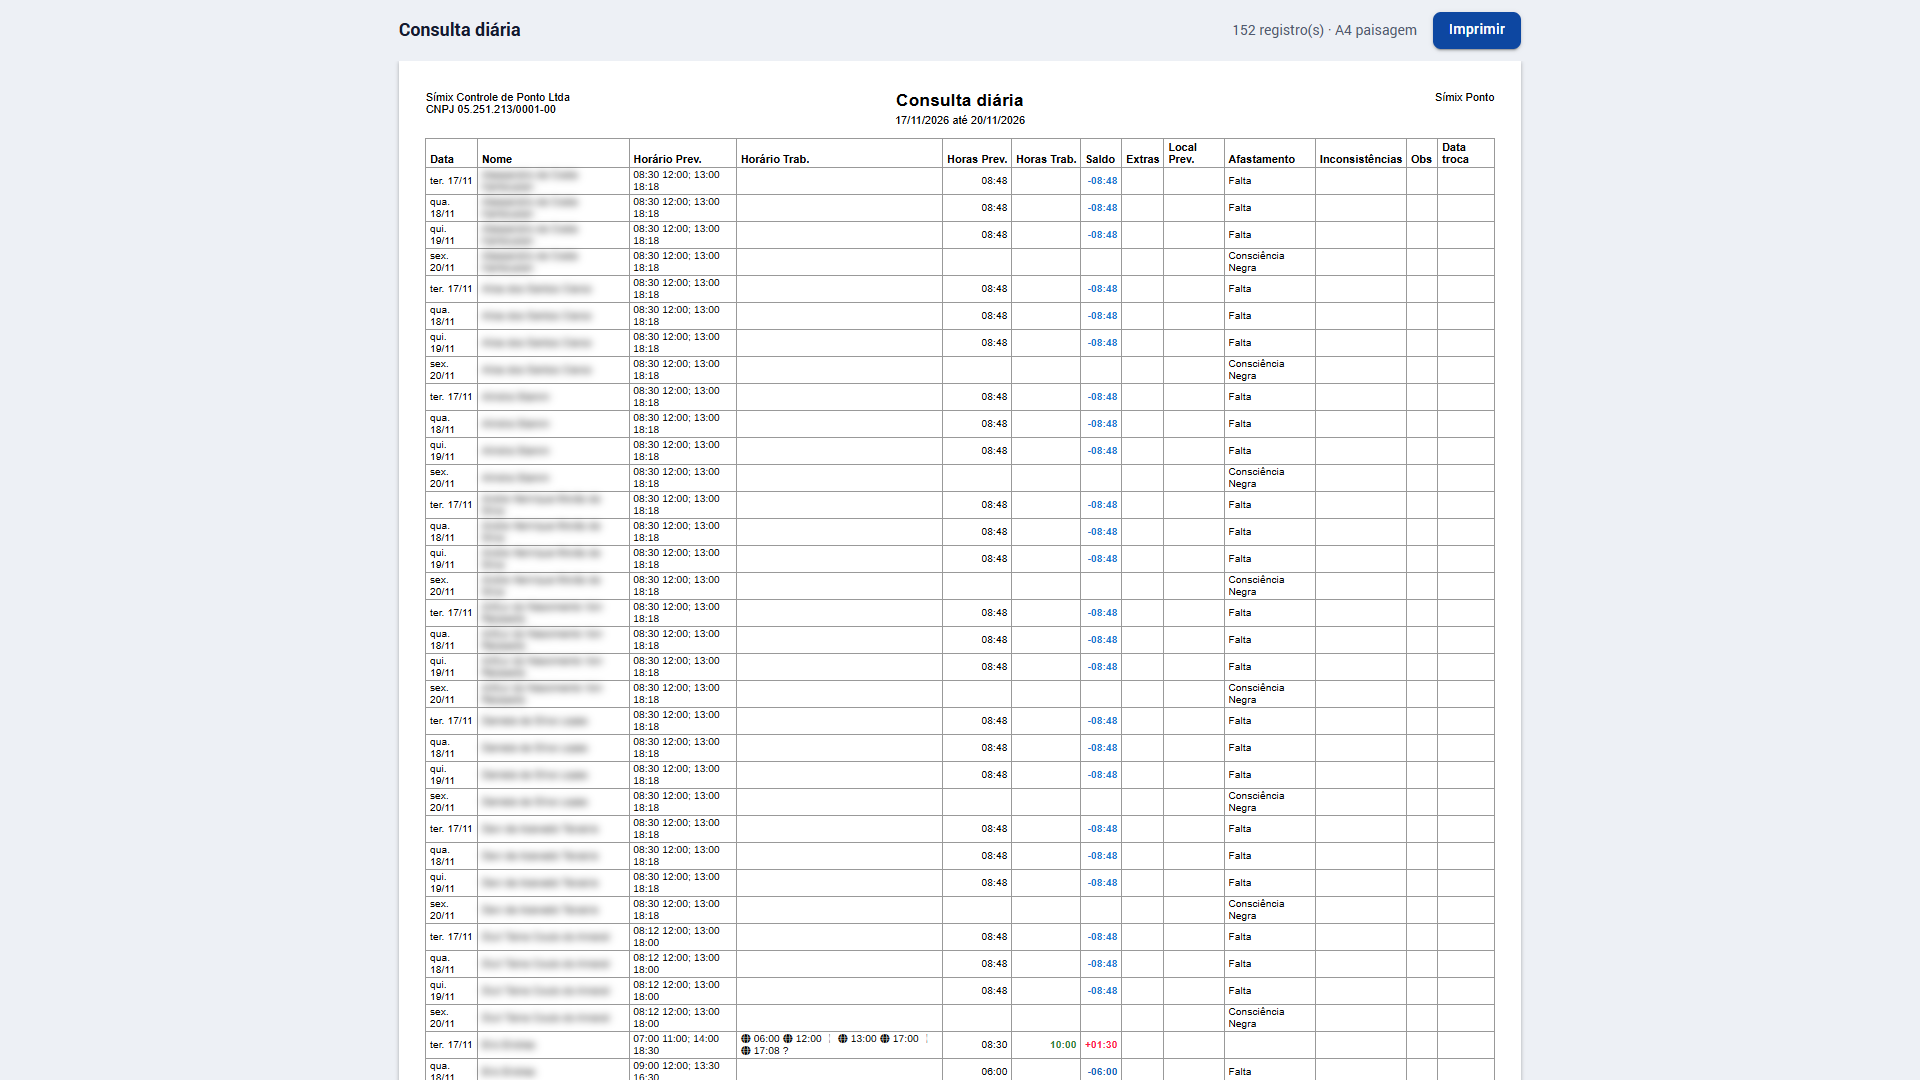 Consulta diária
152 registro(s) · A4 paisagem
Imprimir
Símix Controle de Ponto Ltda
CNPJ 05.251.213/0001-00
Consulta diária
17/11/2026 até 20/11/2026
Símix Ponto
Data Nome Horário Prev. Horário Trab. Horas Prev. Horas Trab. Saldo Extras Local Prev. Afastamento Inconsistências Obs Data troca
ter. 17/11 08:30 12:00; 13:00 18:18 08:48 -08:48 Falta
qua. 18/11 08:30 12:00; 13:00 18:18 08:48 -08:48 Falta
qui. 19/11 08:30 12:00; 13:00 18:18 08:48 -08:48 Falta
sex. 20/11 08:30 12:00; 13:00 18:18 Consciência Negra
ter. 17/11 08:30 12:00; 13:00 18:18 08:48 -08:48 Falta
qua. 18/11 08:30 12:00; 13:00 18:18 08:48 -08:48 Falta
qui. 19/11 08:30 12:00; 13:00 18:18 08:48 -08:48 Falta
sex. 20/11 08:30 12:00; 13:00 18:18 Consciência Negra
ter. 17/11 08:30 12:00; 13:00 18:18 08:48 -08:48 Falta
qua. 18/11 08:30 12:00; 13:00 18:18 08:48 -08:48 Falta
qui. 19/11 08:30 12:00; 13:00 18:18 08:48 -08:48 Falta
sex. 20/11 08:30 12:00; 13:00 18:18 Consciência Negra
ter. 17/11 08:30 12:00; 13:00 18:18 08:48 -08:48 Falta
qua. 18/11 08:30 12:00; 13:00 18:18 08:48 -08:48 Falta
qui. 19/11 08:30 12:00; 13:00 18:18 08:48 -08:48 Falta
sex. 20/11 08:30 12:00; 13:00 18:18 Consciência Negra
ter. 17/11 08:30 12:00; 13:00 18:18 08:48 -08:48 Falta
qua. 18/11 08:30 12:00; 13:00 18:18 08:48 -08:48 Falta
qui. 19/11 08:30 12:00; 13:00 18:18 08:48 -08:48 Falta
sex. 20/11 08:30 12:00; 13:00 18:18 Consciência Negra
ter. 17/11 08:30 12:00; 13:00 18:18 08:48 -08:48 Falta
qua. 18/11 08:30 12:00; 13:00 18:18 08:48 -08:48 Falta
qui. 19/11 08:30 12:00; 13:00 18:18 08:48 -08:48 Falta
sex. 20/11 08:30 12:00; 13:00 18:18 Consciência Negra
ter. 17/11 08:30 12:00; 13:00 18:18 08:48 -08:48 Falta
qua. 18/11 08:30 12:00; 13:00 18:18 08:48 -08:48 Falta
qui. 19/11 08:30 12:00; 13:00 18:18 08:48 -08:48 Falta
sex. 20/11 08:30 12:00; 13:00 18:18 Consciência Negra
ter. 17/11 08:12 12:00; 13:00 18:00 08:48 -08:48 Falta
qua. 18/11 08:12 12:00; 13:00 18:00 08:48 -08:48 Falta
qui. 19/11 08:12 12:00; 13:00 18:00 08:48 -08:48 Falta
sex. 20/11 08:12 12:00; 13:00 18:00 Consciência Negra
ter. 17/11 07:00 11:00; 14:00 18:30 06:00 12:00 ¦ 13:00 17:00 ¦ 17:08 ? 08:30 10:00 +01:30
qua. 18/11 09:00 12:00; 13:30 16:30 06:00 -06:00 Falta